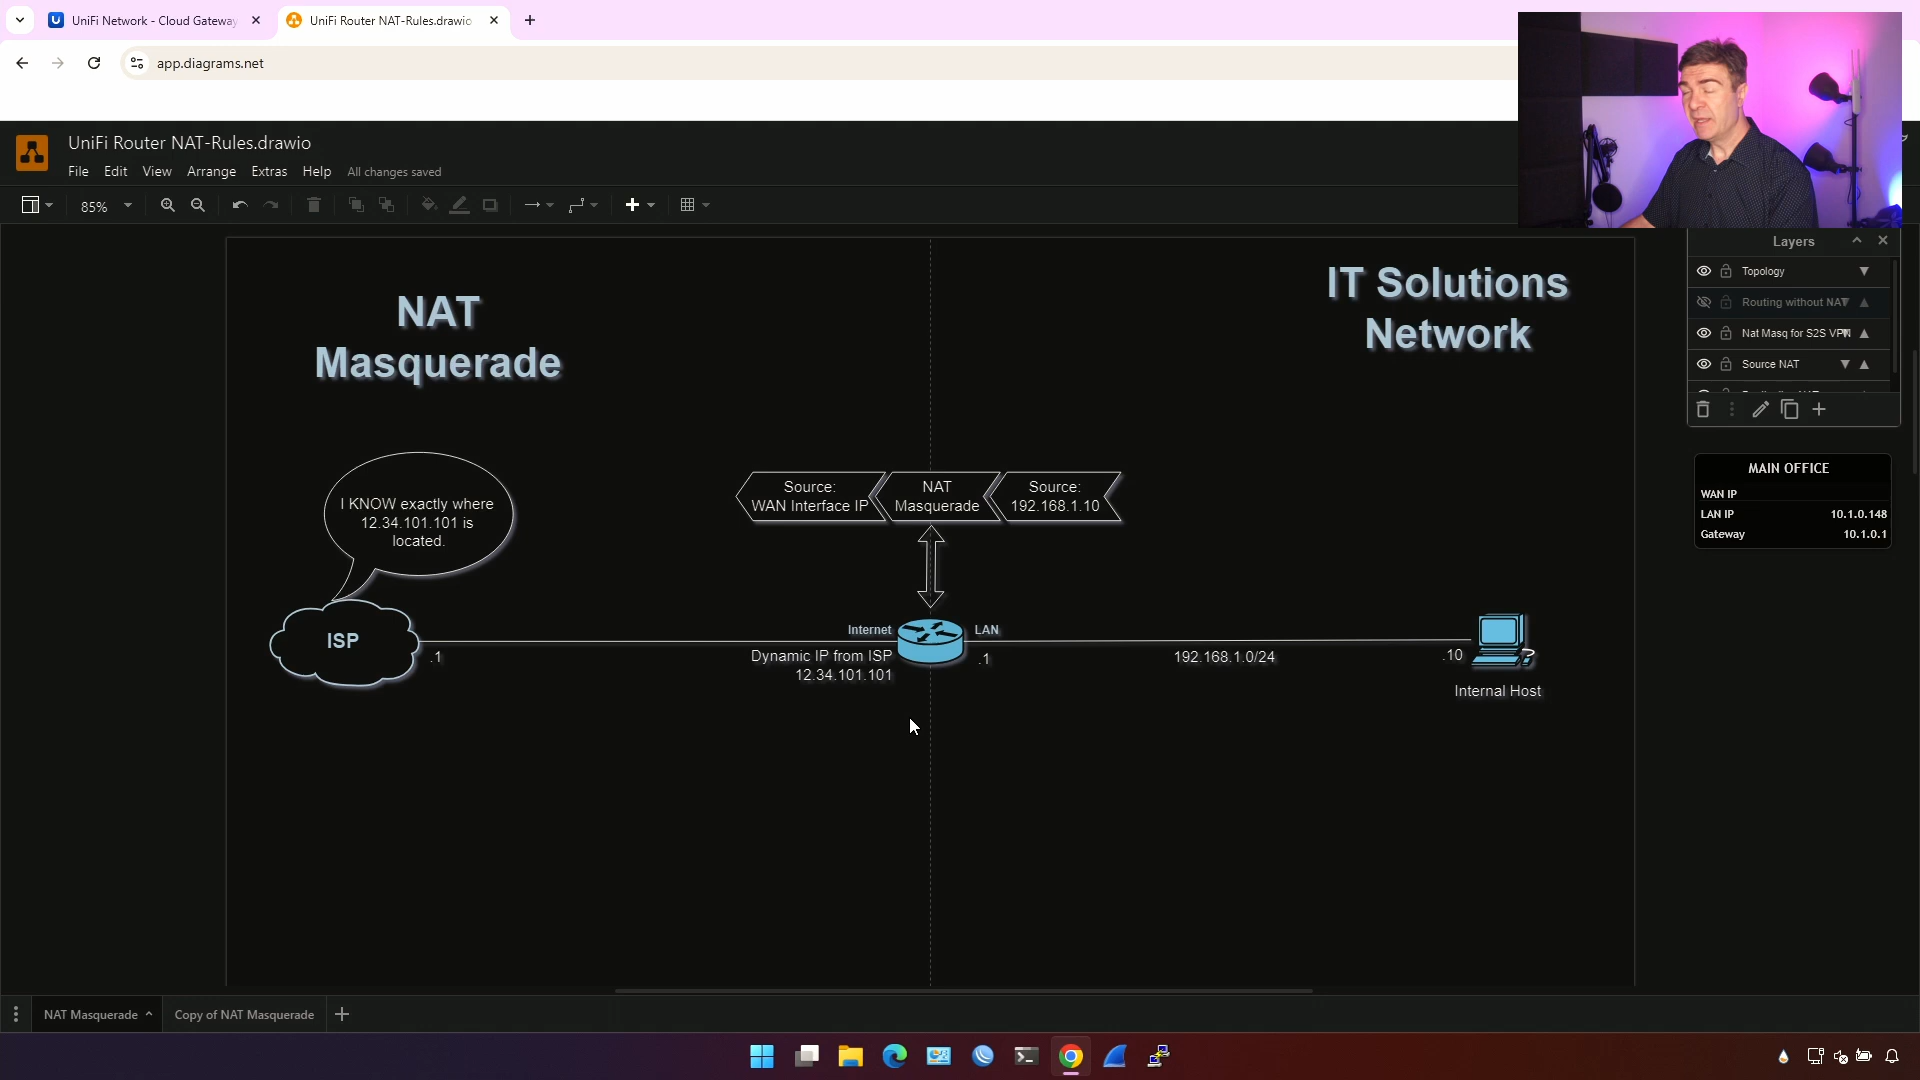 UniFi Network - Cloud Gateway
UniFi Router NAT-Rules.drawio
app.diagrams.net
UniFi Router NAT-Rules.drawio
File Edit View Arrange Extras Help All changes saved
85%
NAT
Masquerade
IT Solutions
Network
Layers
Topology
Routing without NAT
Nat Masq for S2S VPN
Source NAT
MAIN OFFICE
WAN IP
LAN IP 10.1.0.148
Gateway 10.1.0.1
I KNOW exactly where
12.34.101.101 is
located.
Source:
WAN Interface IP
NAT
Masquerade
Source:
192.168.1.10
ISP
.1
Internet
Dynamic IP from ISP
12.34.101.101
LAN
.1
192.168.1.0/24
.10
Internal Host
NAT Masquerade
Copy of NAT Masquerade